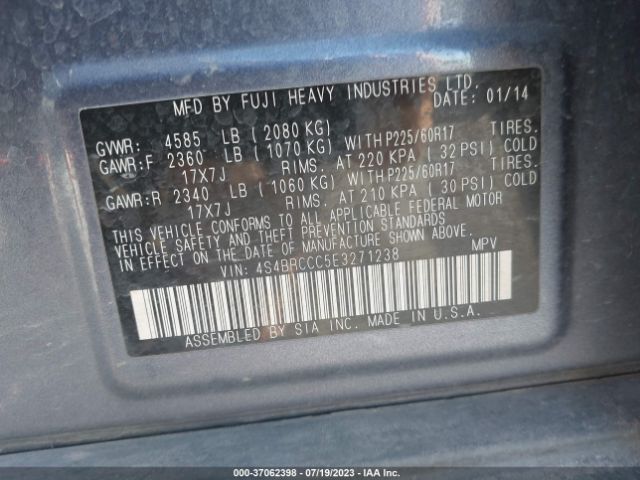 MFD BY FUJI HEAVY INDUSTRIES LTD.
DATE: 01/14
GVWR: 4585 LB (2080 KG)
GAWR:F 2360 LB (1070 KG) WITH P225/60R17 TIRES.
17X7J RIMS. AT 220 KPA (32 PSI) COLD
GAWR:R 2340 LB (1060 KG) WITH P225/60R17 TIRES.
17X7J RIMS. AT 210 KPA (30 PSI) COLD
THIS VEHICLE CONFORMS TO ALL APPLICABLE FEDERAL MOTOR
VEHICLE SAFETY AND THEFT PREVENTION STANDARDS
IN EFFECT ON THE DATE OF MANUFACTURE SHOWN ABOVE.
VIN: 4S4BRCCC5E3271238 MPV
ASSEMBLED BY SIA INC. MADE IN U.S.A.
000-37062398 - 07/19/2023 - IAA Inc.